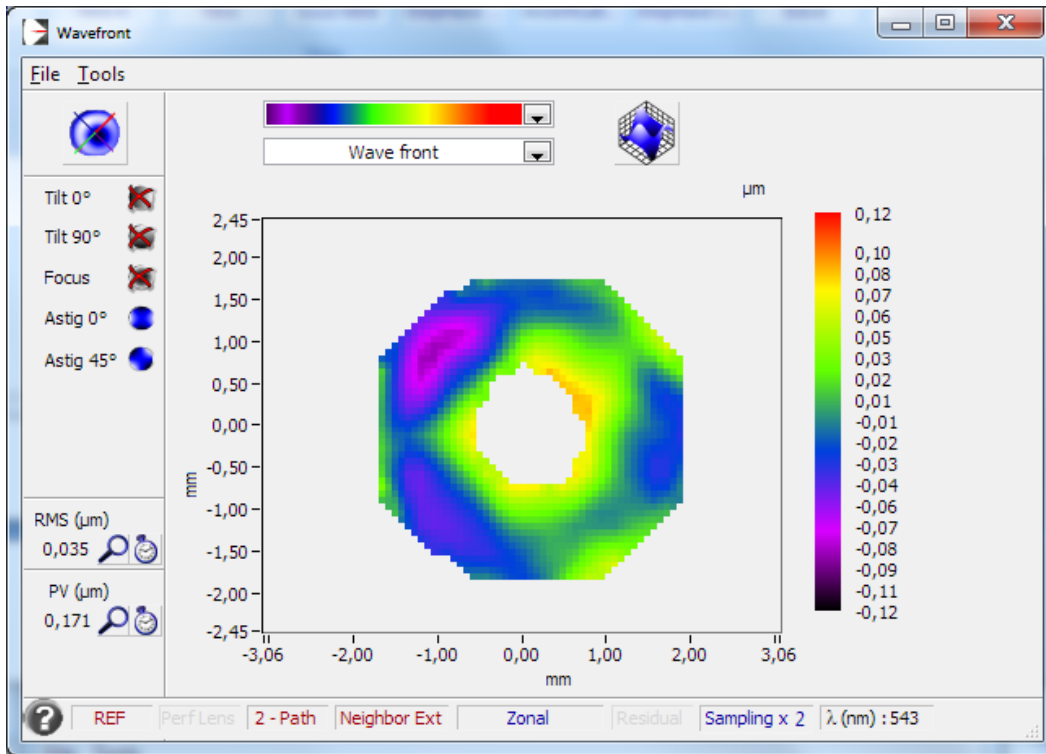 Wavefront
File Tools
Wave front
µm
Tilt 0°
Tilt 90°
Focus
Astig 0°
Astig 45°
RMS (µm)
0,035
PV (µm)
0,171
2,45
2,00
1,50
1,00
0,50
0,00
-0,50
-1,00
-1,50
-2,00
-2,45
mm
-3,06 -2,00 -1,00 0,00 1,00 2,00 3,06
mm
0,12
0,10
0,08
0,07
0,06
0,05
0,03
0,02
0,01
-0,01
-0,02
-0,03
-0,04
-0,06
-0,07
-0,08
-0,09
-0,11
-0,12
REF Perf Lens 2 - Path Neighbor Ext Zonal Residual Sampling x 2 λ (nm) : 543